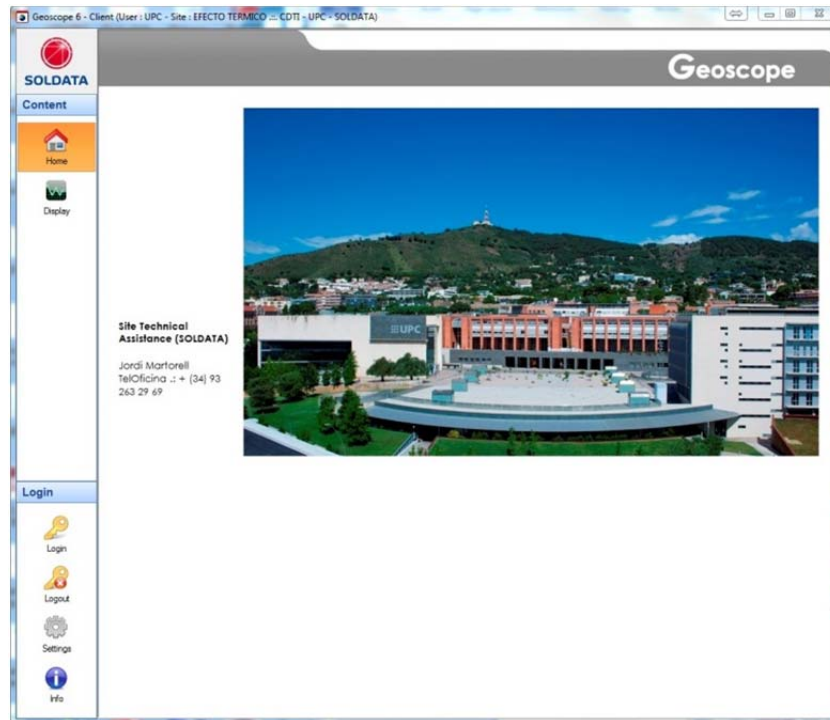 Geoscope 6 - Client (User : UPC - Site : EFECTO TERMICO .::. CDTI - UPC - SOLDATA)
SOLDATA
Geoscope
Content
Home
Display
UPC
Site Technical
Assistance (SOLDATA)
Jordi Martorell
TelOficina .: + (34) 93
263 29 69
Login
Login
Logout
Settings
Info